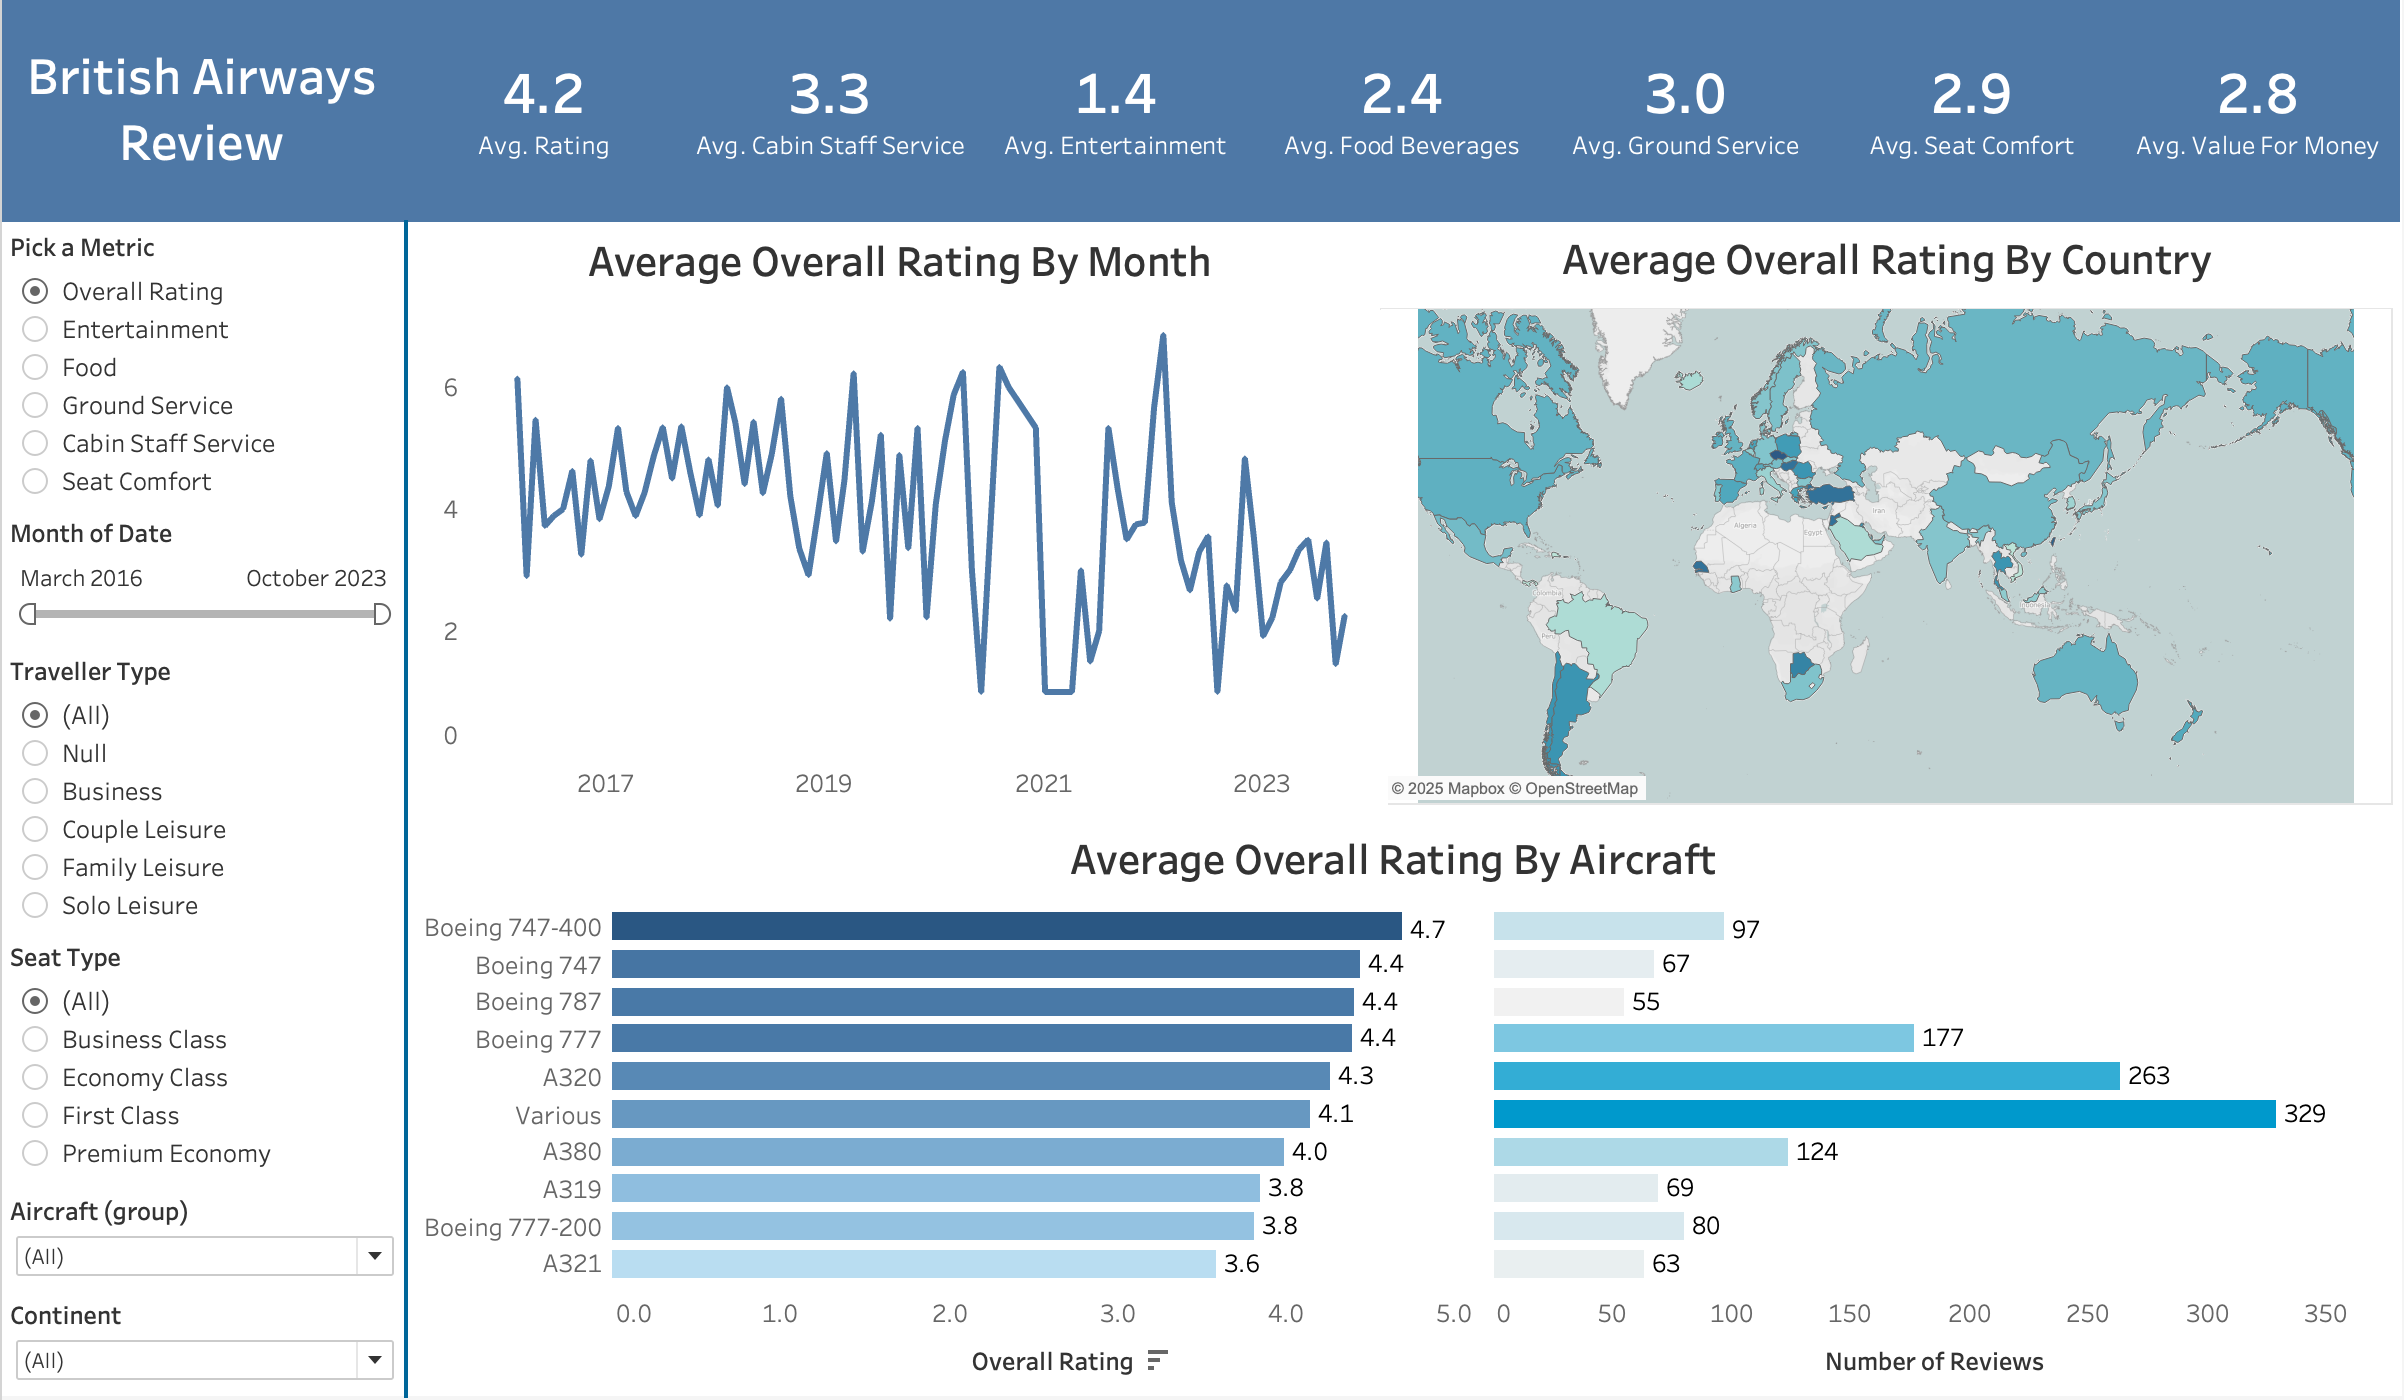 British Airways
Review
4.2
Avg. Rating
3.3
Avg. Cabin Staff Service
1.4
Avg. Entertainment
2.4
Avg. Food Beverages
3.0
Avg. Ground Service
2.9
Avg. Seat Comfort
2.8
Avg. Value For Money
Pick a Metric
Overall Rating
Entertainment
Food
Ground Service
Cabin Staff Service
Seat Comfort
Month of Date
March 2016
October 2023
Traveller Type
(All)
Null
Business
Couple Leisure
Family Leisure
Solo Leisure
Seat Type
(All)
Business Class
Economy Class
First Class
Premium Economy
Aircraft (group)
(All)
Continent
(All)
Average Overall Rating By Month
6
4
2
0
2017
2019
2021
2023
Average Overall Rating By Country
Algeria
Egypt
Iran
Colombia
Peru
Indonesia
© 2025 Mapbox © OpenStreetMap
Average Overall Rating By Aircraft
Boeing 747-400 4.7 97
Boeing 747 4.4 67
Boeing 787 4.4 55
Boeing 777 4.4 177
A320 4.3 263
Various 4.1 329
A380 4.0 124
A319 3.8 69
Boeing 777-200 3.8 80
A321 3.6 63
0.0 1.0 2.0 3.0 4.0 5.0
0 50 100 150 200 250 300 350
Overall Rating
Number of Reviews